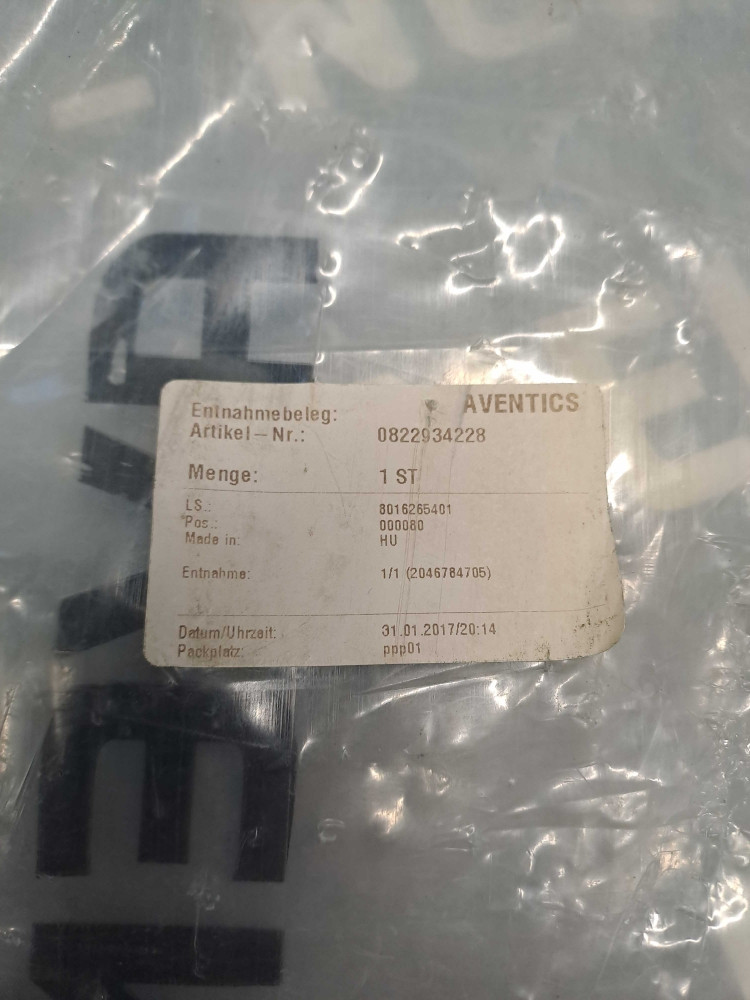 AVENTICS
Entnahmebeleg:
Artikel-Nr.: 0822934228
Menge: 1 ST
LS.: 8016265401
Pos.: 000080
Made in: HU
Entnahme: 1/1 (2046784705)
Datum/Uhrzeit: 31.01.2017/20:14
Packplatz: ppp01